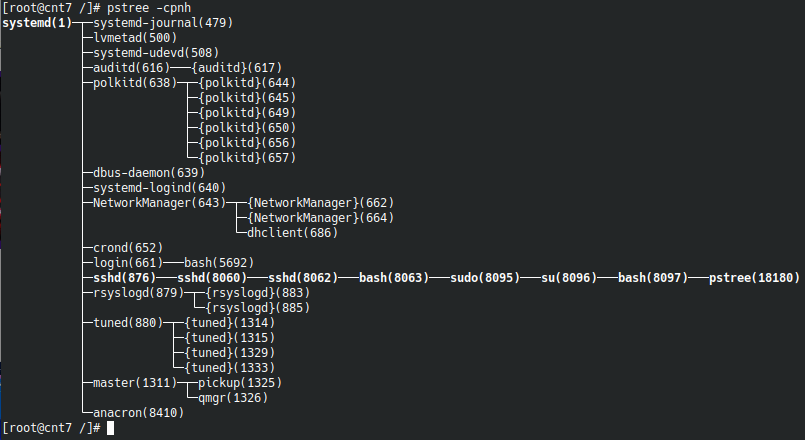 [root@cnt7 /]# pstree -cpnh
systemd(1)─┬─systemd-journal(479)
           ├─lvmetad(500)
           ├─systemd-udevd(508)
           ├─auditd(616)───{auditd}(617)
           ├─polkitd(638)─┬─{polkitd}(644)
           │              ├─{polkitd}(645)
           │              ├─{polkitd}(649)
           │              ├─{polkitd}(650)
           │              ├─{polkitd}(656)
           │              └─{polkitd}(657)
           ├─dbus-daemon(639)
           ├─systemd-logind(640)
           ├─NetworkManager(643)─┬─{NetworkManager}(662)
           │                     ├─{NetworkManager}(664)
           │                     └─dhclient(686)
           ├─crond(652)
           ├─login(661)───bash(5692)
           ├─sshd(876)───sshd(8060)───sshd(8062)───bash(8063)───sudo(8095)───su(8096)───bash(8097)───pstree(18180)
           ├─rsyslogd(879)─┬─{rsyslogd}(883)
           │               └─{rsyslogd}(885)
           ├─tuned(880)─┬─{tuned}(1314)
           │            ├─{tuned}(1315)
           │            ├─{tuned}(1329)
           │            └─{tuned}(1333)
           ├─master(1311)─┬─pickup(1325)
           │              └─qmgr(1326)
           └─anacron(8410)
[root@cnt7 /]#